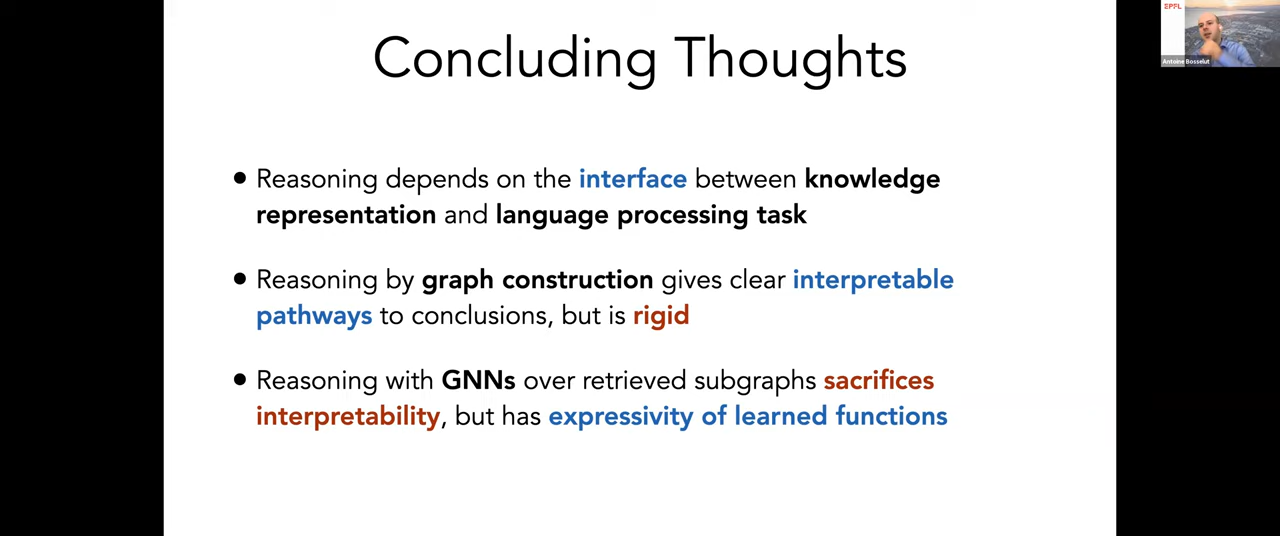 Concluding Thoughts
EPFL
Antoine Bosselut
• Reasoning depends on the interface between knowledge
representation and language processing task
• Reasoning by graph construction gives clear interpretable
pathways to conclusions, but is rigid
• Reasoning with GNNs over retrieved subgraphs sacrifices
interpretability, but has expressivity of learned functions